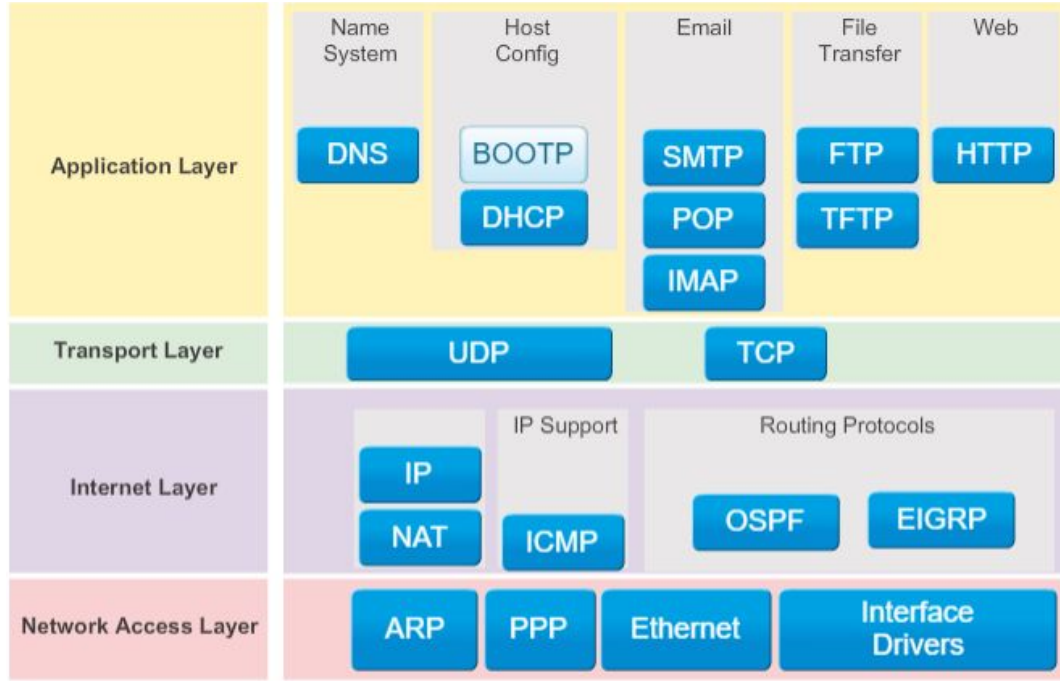 Name
System
Host
Config
Email
File
Transfer
Web
Application Layer
DNS
BOOTP
DHCP
SMTP
POP
IMAP
FTP
TFTP
HTTP
Transport Layer
UDP
TCP
Internet Layer
IP
NAT
IP Support
ICMP
Routing Protocols
OSPF
EIGRP
Network Access Layer
ARP
PPP
Ethernet
Interface
Drivers